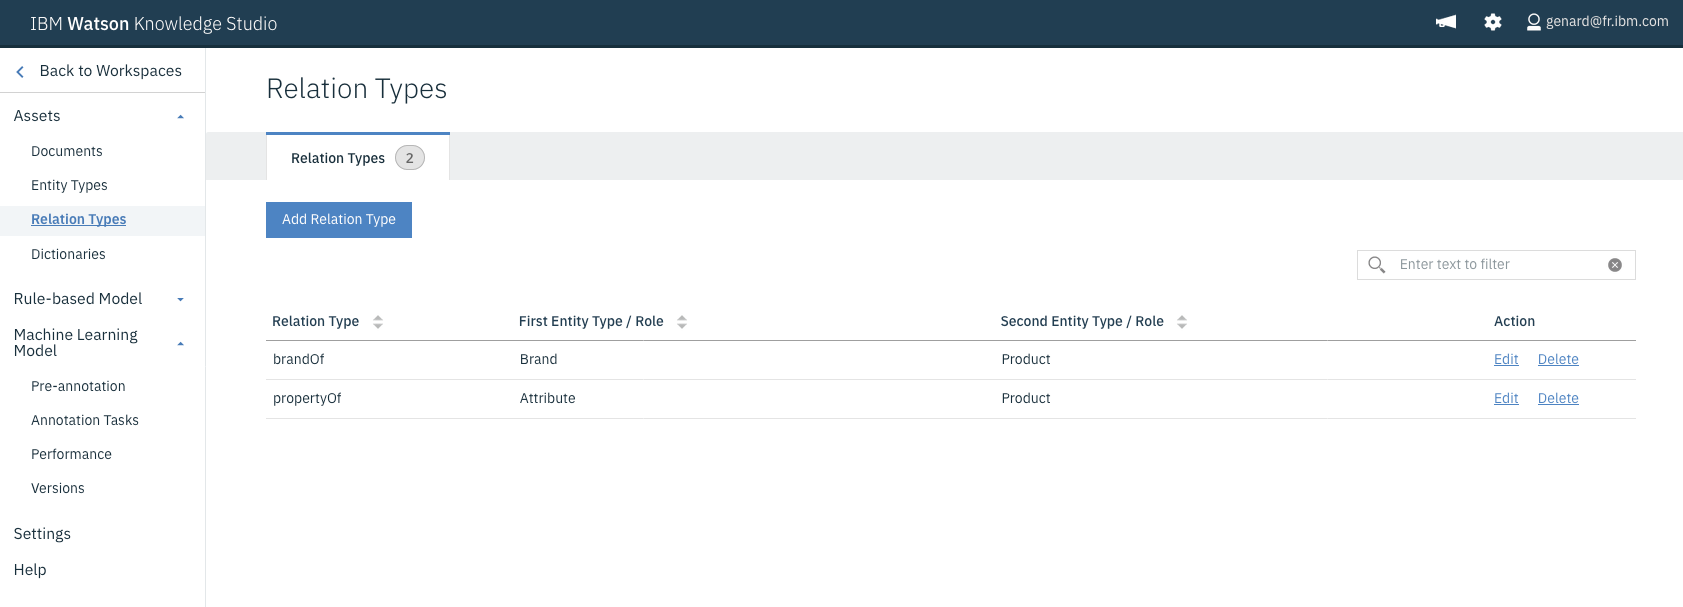 IBM Watson Knowledge Studio
genard@fr.ibm.com
Back to Workspaces
Assets
Documents
Entity Types
Relation Types
Dictionaries
Rule-based Model
Machine Learning
Model
Pre-annotation
Annotation Tasks
Performance
Versions
Settings
Help
Relation Types
Relation Types 2
Add Relation Type
Enter text to filter
Relation Type First Entity Type / Role Second Entity Type / Role Action
brandOf Brand Product Edit Delete
propertyOf Attribute Product Edit Delete